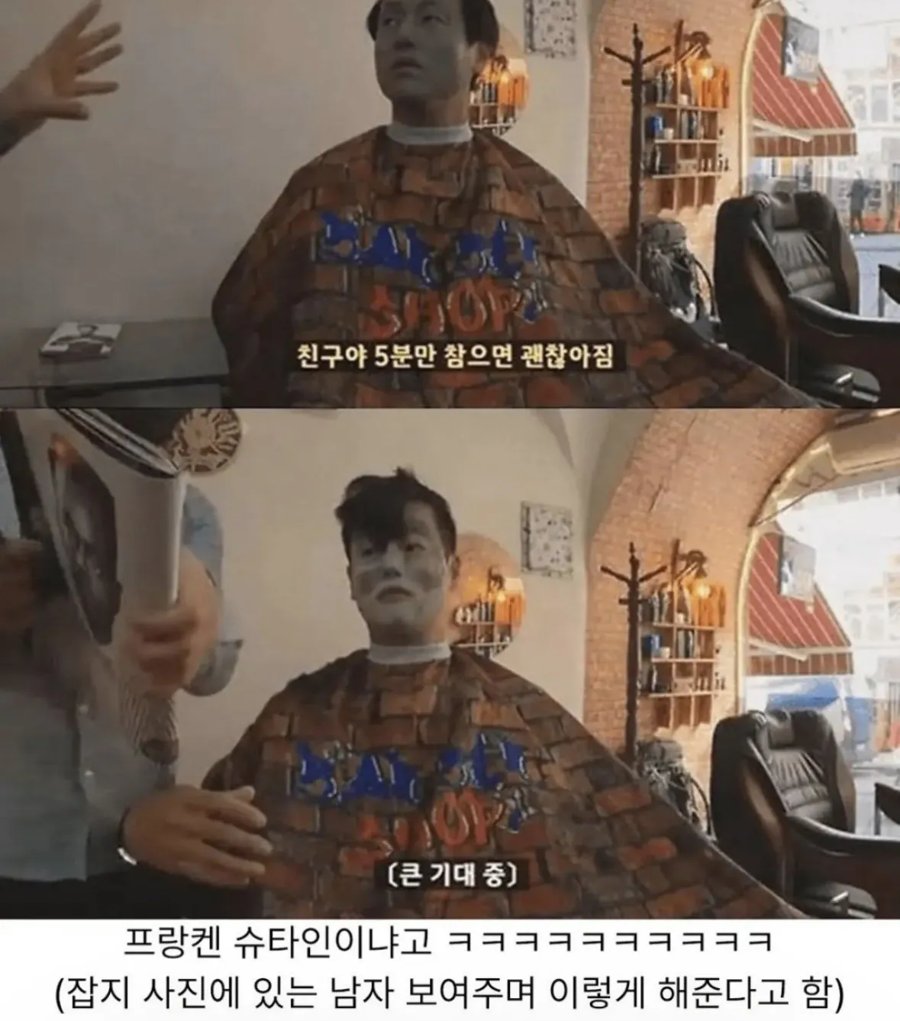 친구야 5분만 참으면 괜찮아짐
SHOP
(큰 기대 중)
프랑켄 슈타인이냐고 ㅋㅋㅋㅋㅋㅋㅋㅋㅋㅋ
(잡지 사진에 있는 남자 보여주며 이렇게 해준다고 함)